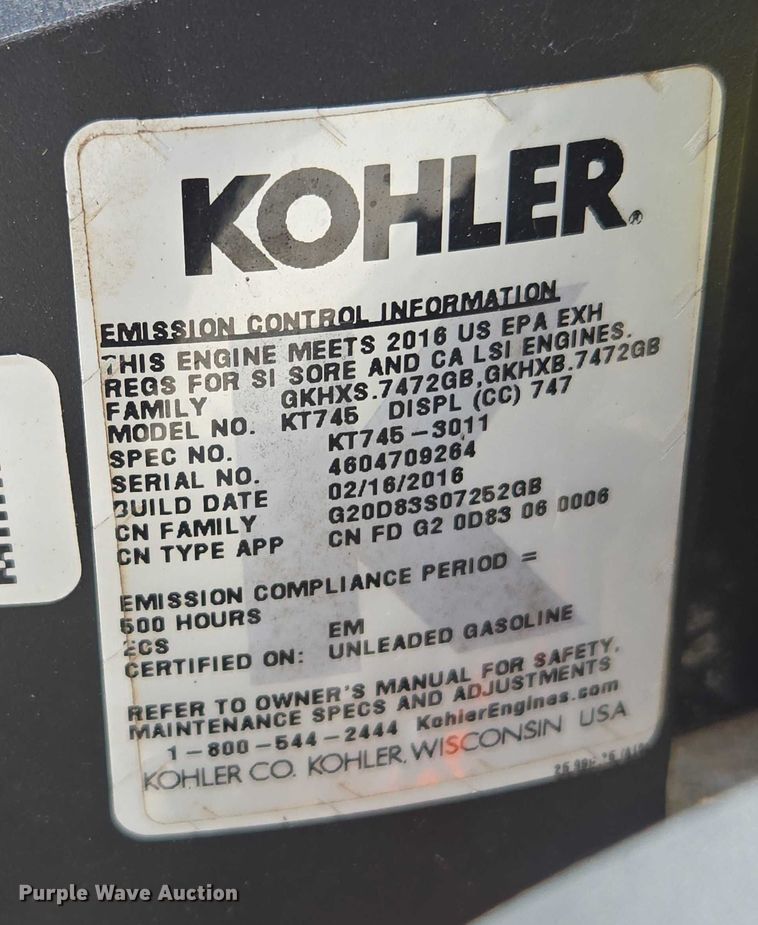 KOHLER®
EMISSION CONTROL INFORMATION
THIS ENGINE MEETS 2016 US EPA EXH
REGS FOR SI SORE AND CA LSI ENGINES.
FAMILY GKHXS.7472GB,GKHXB.7472GB
MODEL NO. KT745 DISPL (CC) 747
SPEC NO. KT745-3011
SERIAL NO. 4604709264
BUILD DATE 02/16/2016
CN FAMILY G20D83S07252GB
CN TYPE APP CN FD G2 0D83 06 0006
EMISSION COMPLIANCE PERIOD =
500 HOURS
ECS EM
CERTIFIED ON: UNLEADED GASOLINE
REFER TO OWNER'S MANUAL FOR SAFETY,
MAINTENANCE SPECS AND ADJUSTMENTS
1-800-544-2444 KohlerEngines.com
KOHLER CO. KOHLER, WISCONSIN USA
Purple Wave Auction